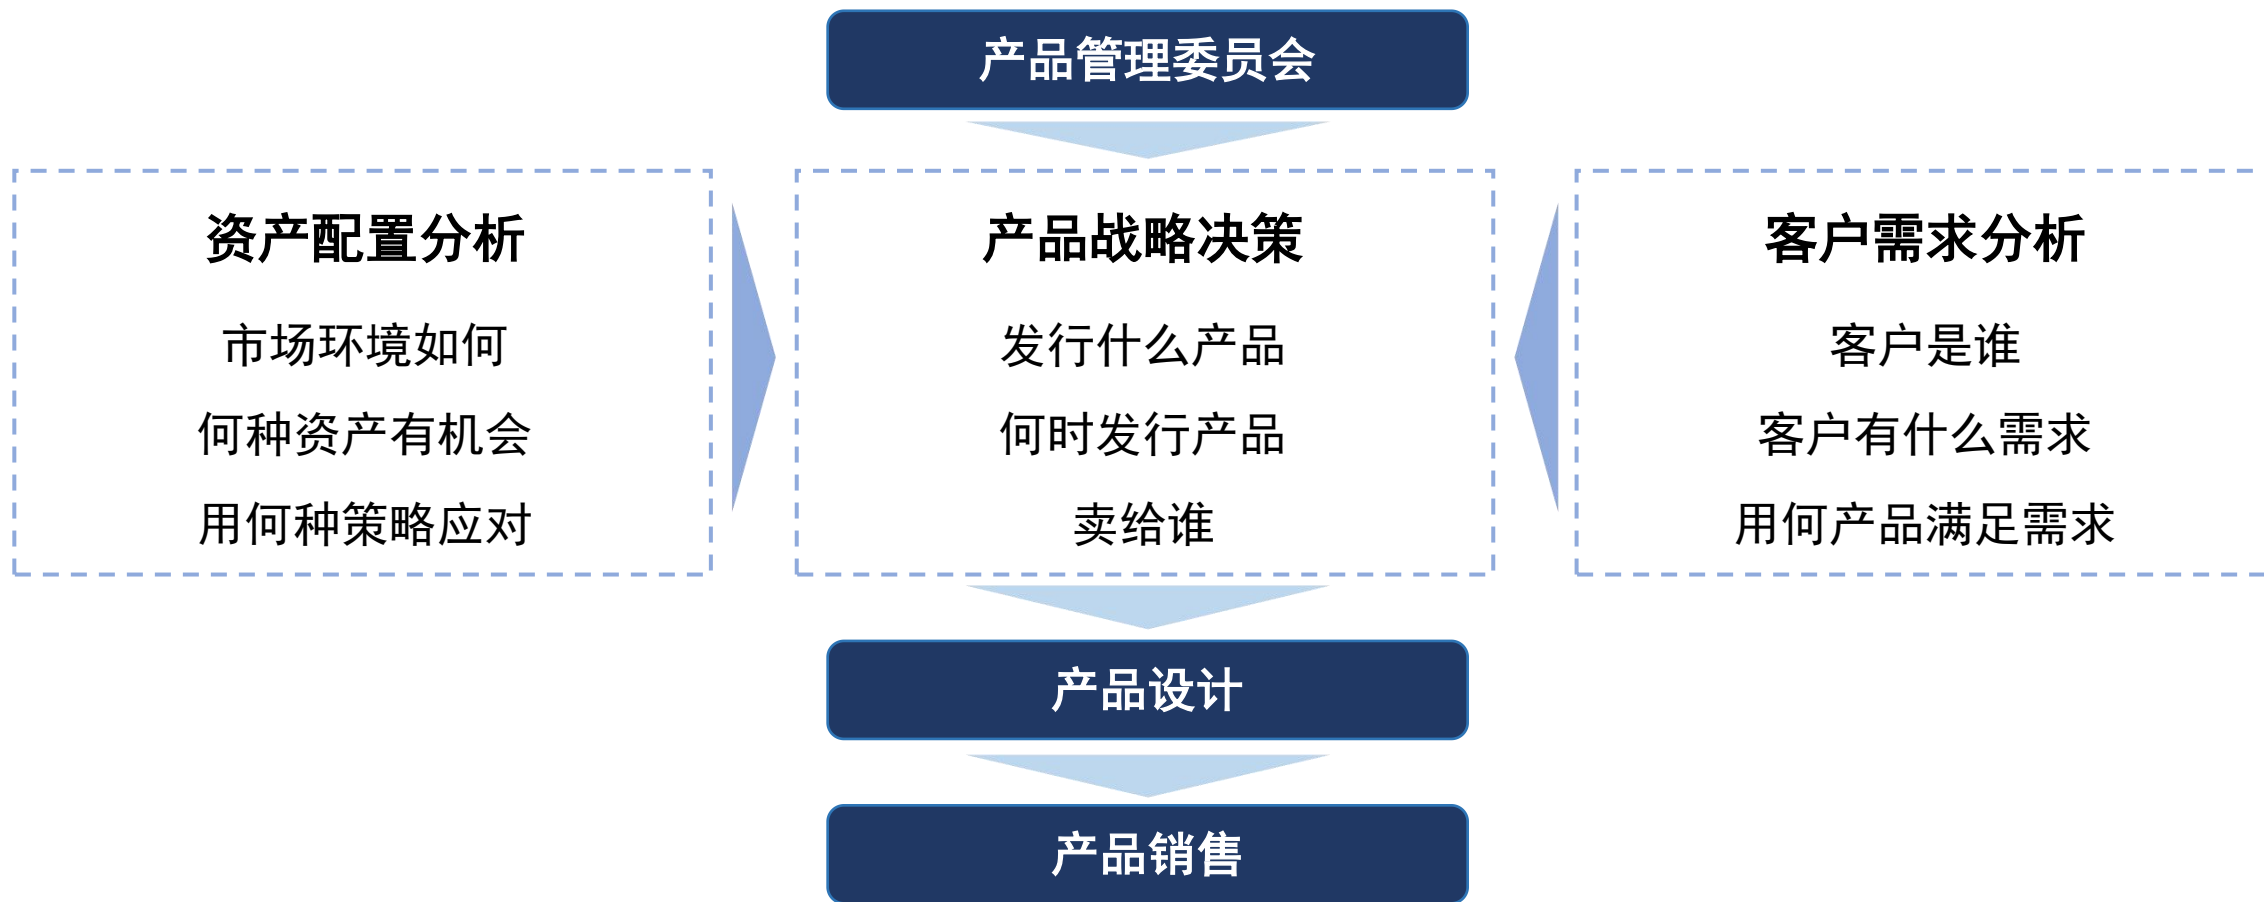 产品管理委员会
资产配置分析
市场环境如何
何种资产有机会
用何种策略应对
产品战略决策
发行什么产品
何时发行产品
卖给谁
客户需求分析
客户是谁
客户有什么需求
用何产品满足需求
产品设计
产品销售